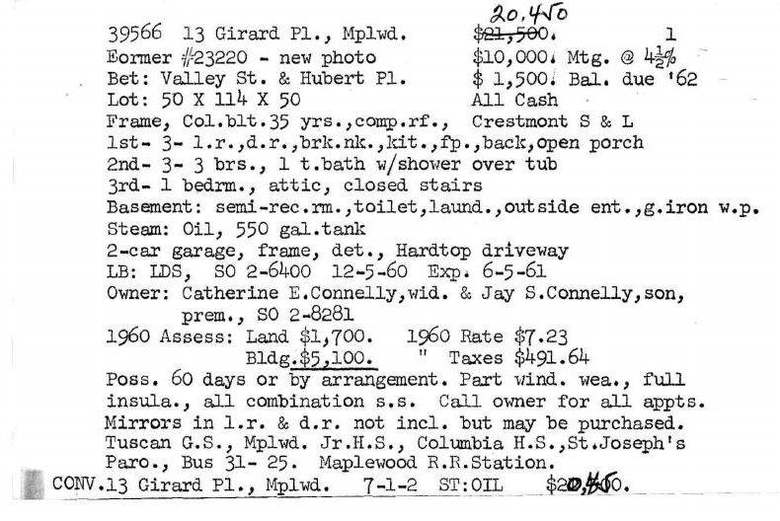 20,450
39566 13 Girard Pl., Mplwd. $21,500. 1
Eormer #23220 - new photo $10,000. Mtg. @ 4½%
Bet: Valley St. & Hubert Pl. $ 1,500. Bal. due '62
Lot: 50 X 114 X 50 All Cash
Frame, Col.blt.35 yrs.,comp.rf., Crestmont S & L
1st- 3- l.r.,d.r.,brk.nk.,kit.,fp.,back,open porch
2nd- 3- 3 brs., 1 t.bath w/shower over tub
3rd- 1 bedrm., attic, closed stairs
Basement: semi-rec.rm.,toilet,laund.,outside ent.,g.iron w.p.
Steam: Oil, 550 gal.tank
2-car garage, frame, det., Hardtop driveway
LB: LDS, SO 2-6400 12-5-60 Exp. 6-5-61
Owner: Catherine E.Connelly,wid. & Jay S.Connelly,son,
prem., SO 2-8281
1960 Assess: Land $1,700. 1960 Rate $7.23
Bldg.$5,100. " Taxes $491.64
Poss. 60 days or by arrangement. Part wind. wea., full
insula., all combination s.s. Call owner for all appts.
Mirrors in l.r. & d.r. not incl. but may be purchased.
Tuscan G.S., Mplwd. Jr.H.S., Columbia H.S.,St.Joseph's
Paro., Bus 31- 25. Maplewood R.R.Station.
CONV.13 Girard Pl., Mplwd. 7-1-2 ST:OIL $20,450.